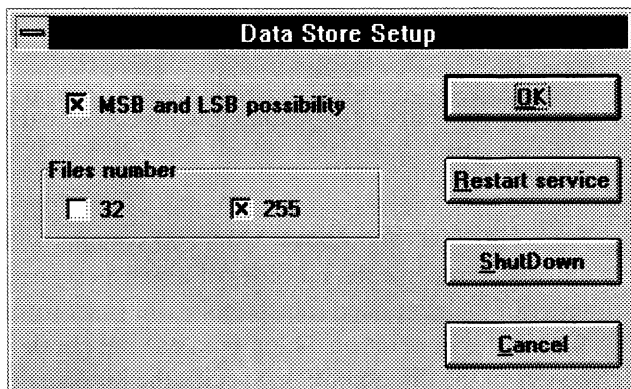 Data Store Setup
MSB and LSB possibility
OK
Files number
32
255
Restart service
ShutDown
Cancel